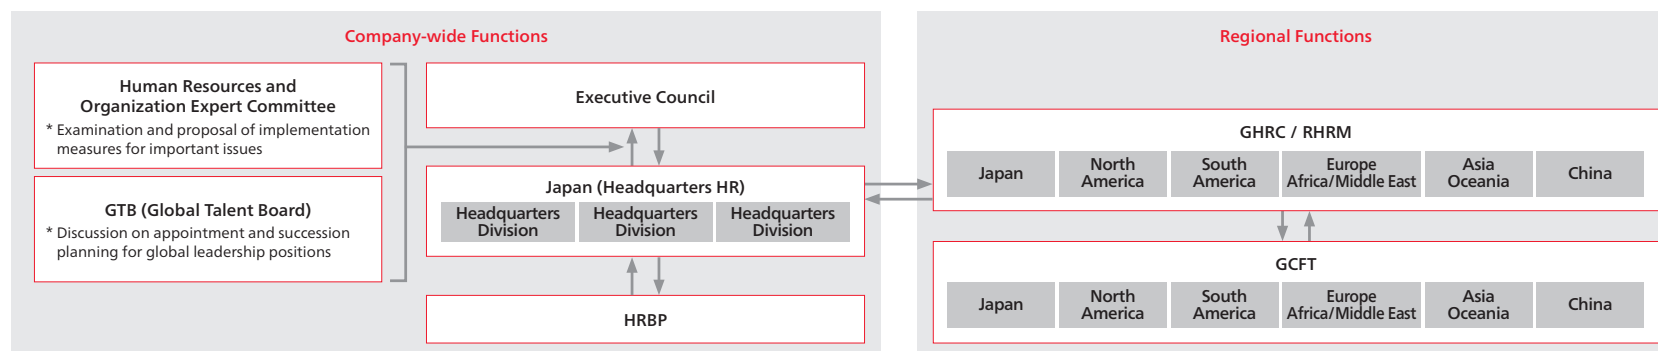 Company-wide Functions
Human Resources and
Organization Expert Committee
* Examination and proposal of implementation
measures for important issues
GTB (Global Talent Board)
* Discussion on appointment and succession
planning for global leadership positions
Executive Council
Japan (Headquarters HR)
Headquarters
Division
Headquarters
Division
Headquarters
Division
HRBP
Regional Functions
GHRC / RHRM
Japan
North
America
South
America
Europe
Africa/Middle East
Asia
Oceania
China
GCFT
Japan
North
America
South
America
Europe
Africa/Middle East
Asia
Oceania
China